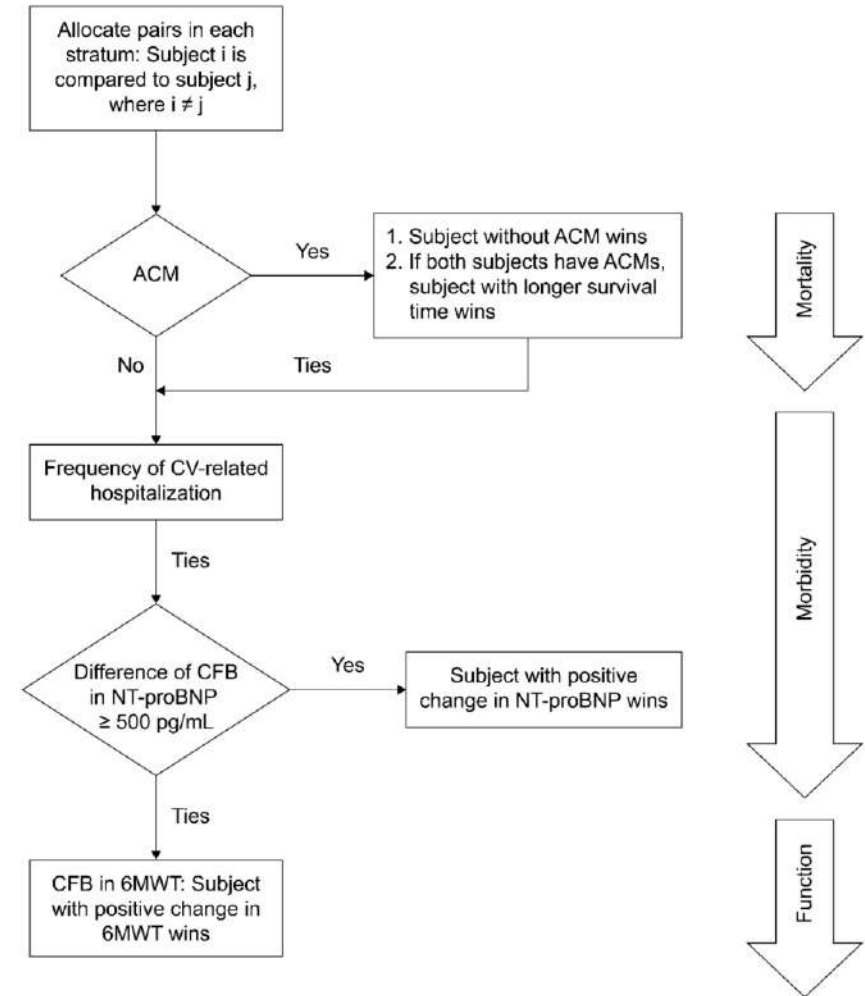 Allocate pairs in each
stratum: Subject i is
compared to subject j,
where i ≠ j
ACM
Yes
1. Subject without ACM wins
2. If both subjects have ACMs,
subject with longer survival
time wins
Mortality
No
Ties
Frequency of CV-related
hospitalization
Ties
Morbidity
Difference of CFB
in NT-proBNP
≥ 500 pg/mL
Yes
Subject with positive
change in NT-proBNP wins
Ties
CFB in 6MWT: Subject
with positive change in
6MWT wins
Function